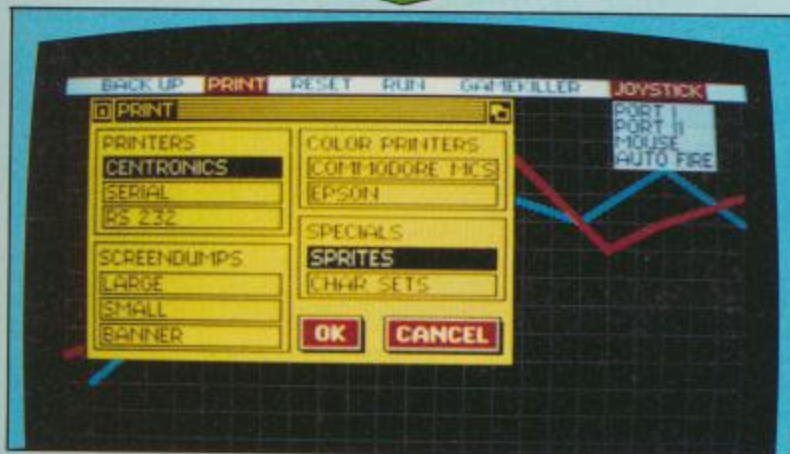 BACK UP PRINT RESET RUN GAMEKILLER JOYSTICK
PORT I
PORT II
MOUSE
AUTO FIRE
PRINT
PRINTERS
CENTRONICS
SERIAL
RS 232
SCREENDUMPS
LARGE
SMALL
BANNER
COLOR PRINTERS
COMMODORE MCS
EPSON
SPECIALS
SPRITES
CHAR SETS
OK CANCEL